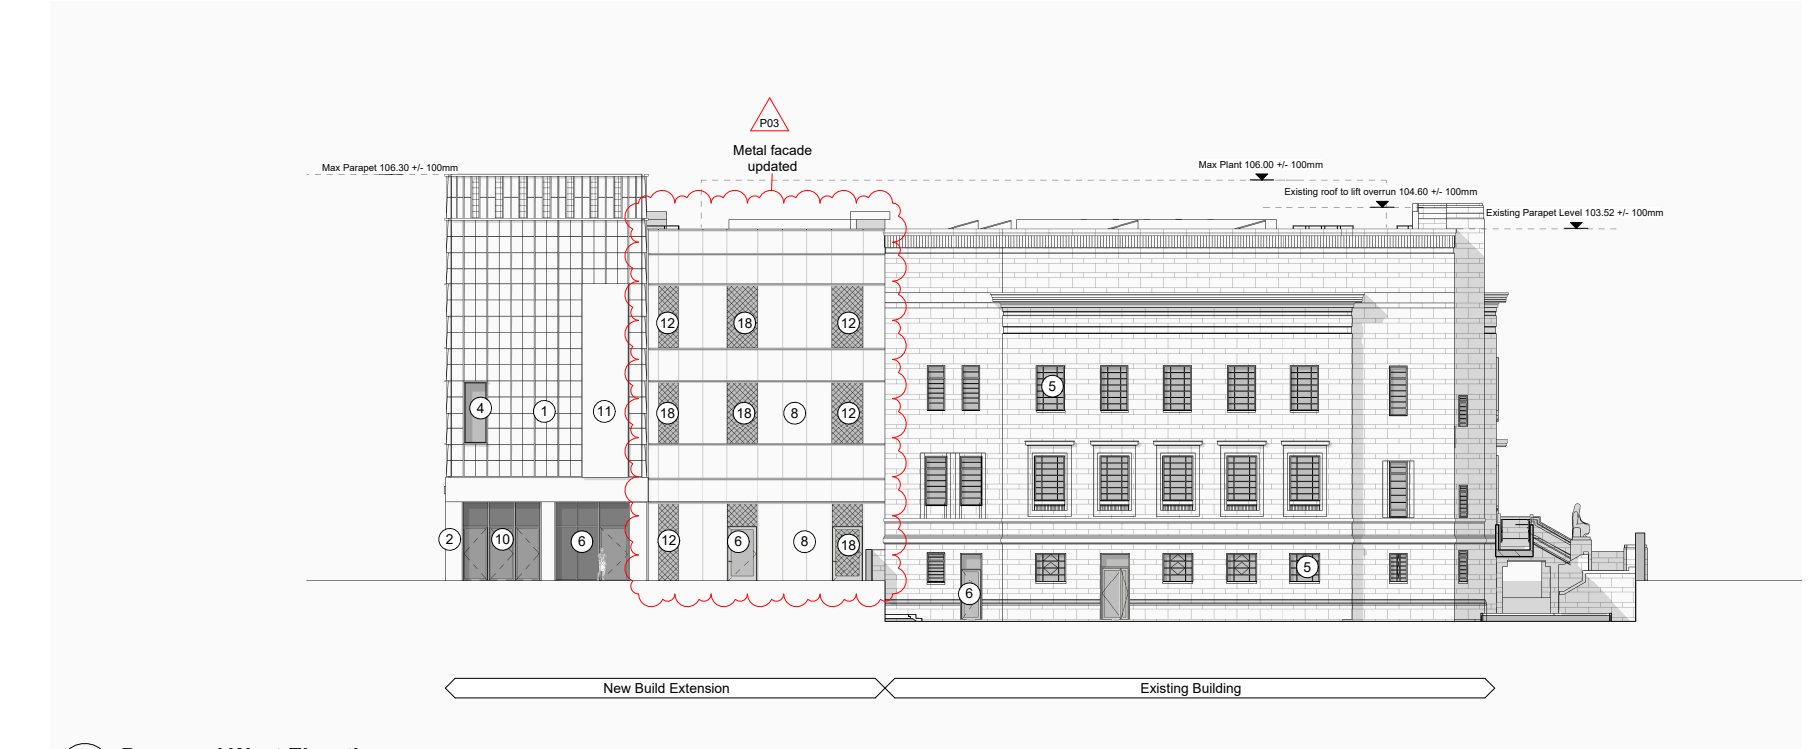 P03
Metal facade
updated
Max Parapet 106.30 +/- 100mm
Max Plant 106.00 +/- 100mm
Existing roof to lift overrun 104.60 +/- 100mm
Existing Parapet Level 103.52 +/- 100mm
12 18 12
4 1 11 18 18 8 12 5
2 10 6 12 6 8 18 6 5
New Build Extension Existing Building